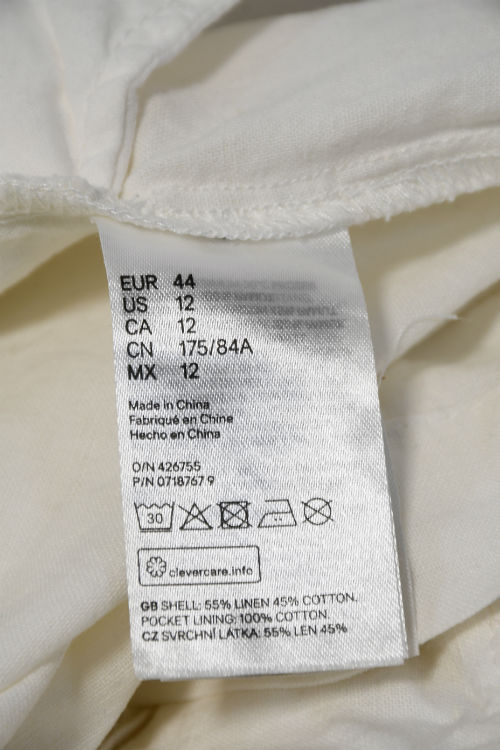 EUR 44
US 12
CA 12
CN 175/84A
MX 12
Made in China
Fabriqué en Chine
Hecho en China
O/N 426755
P/N 0718767 9
30
clevercare.info
GB SHELL: 55% LINEN 45% COTTON.
POCKET LINING: 100% COTTON
CZ SVRCHNÍ LÁTKA: 55% LEN 45%